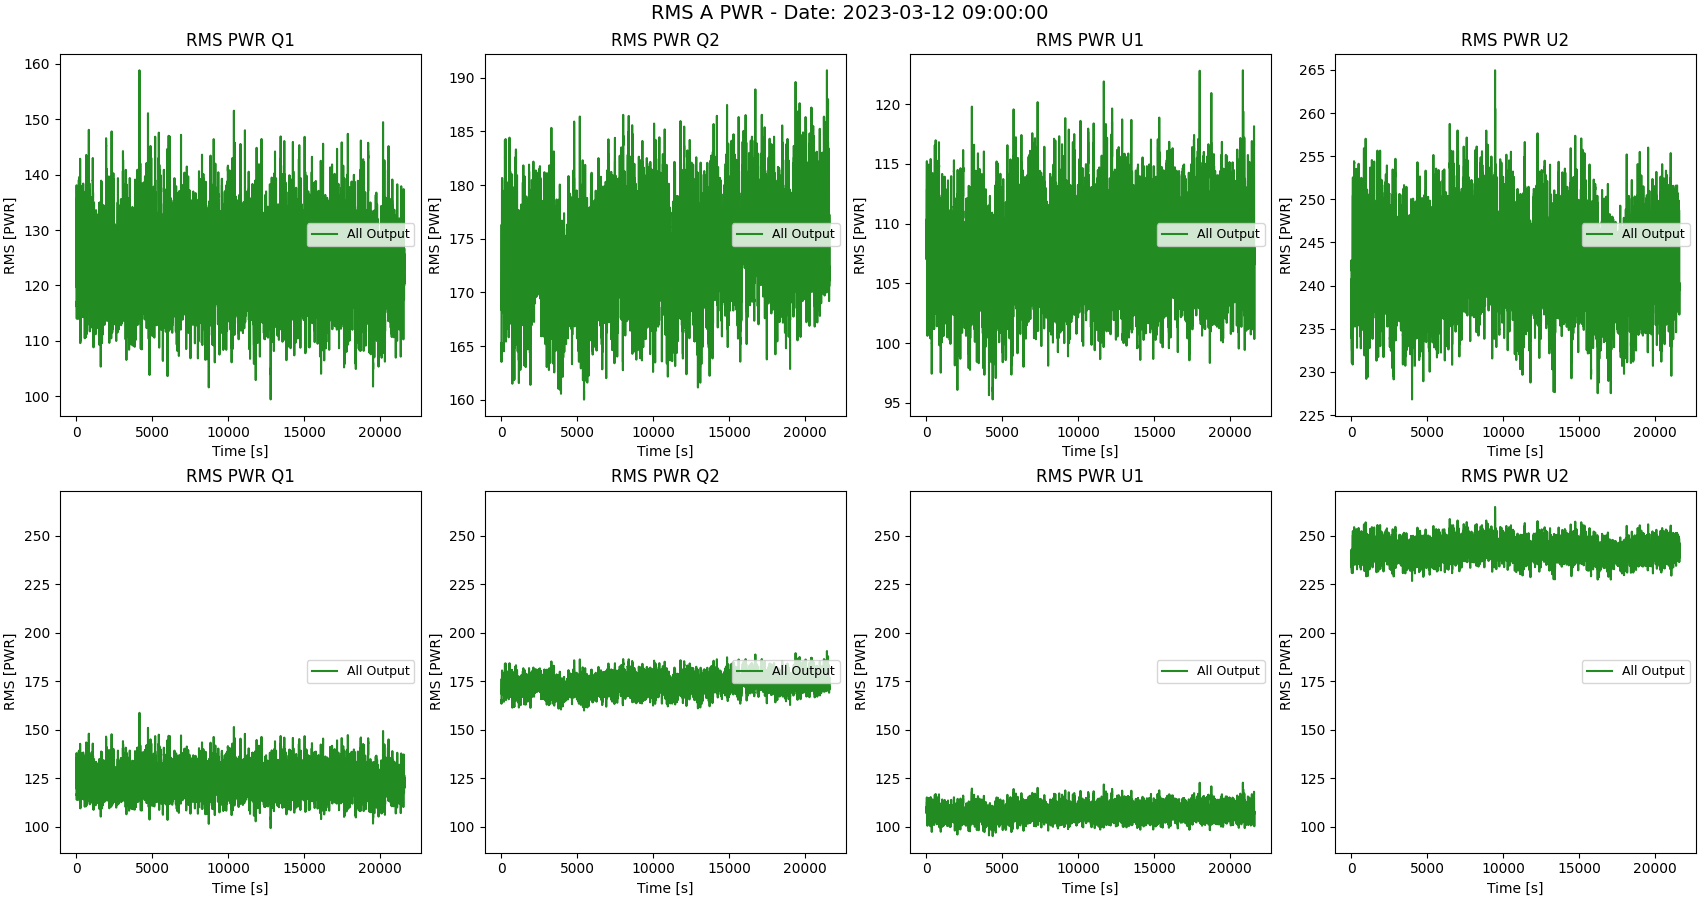 RMS A PWR - Date: 2023-03-12 09:00:00
RMS PWR Q1
RMS [PWR]
160
150
140
130
120
110
100
All Output
0 5000 10000 15000 20000
Time [s]
RMS PWR Q2
RMS [PWR]
190
185
180
175
170
165
160
All Output
0 5000 10000 15000 20000
Time [s]
RMS PWR U1
RMS [PWR]
120
115
110
105
100
95
All Output
0 5000 10000 15000 20000
Time [s]
RMS PWR U2
RMS [PWR]
265
260
255
250
245
240
235
230
225
All Output
0 5000 10000 15000 20000
Time [s]
RMS PWR Q1
RMS [PWR]
250
225
200
175
150
125
100
All Output
0 5000 10000 15000 20000
Time [s]
RMS PWR Q2
RMS [PWR]
250
225
200
175
150
125
100
All Output
0 5000 10000 15000 20000
Time [s]
RMS PWR U1
RMS [PWR]
250
225
200
175
150
125
100
All Output
0 5000 10000 15000 20000
Time [s]
RMS PWR U2
RMS [PWR]
250
225
200
175
150
125
100
All Output
0 5000 10000 15000 20000
Time [s]